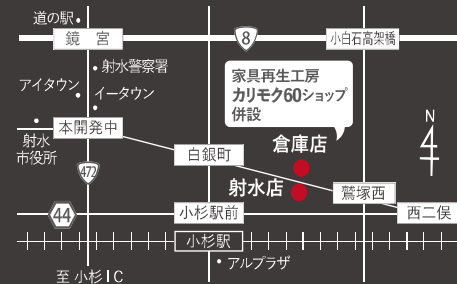 道の駅
鏡 宮
8
小白石高架橋
射水警察署
アイタウン
イータウン
家具再生工房
カリモク60ショップ
併設
N
本開発中
射水
市役所
白銀町
倉庫店
472
射水店
鷲塚西
44
小杉駅前
西二俣
小杉駅
アルプラザ
至 小杉IC